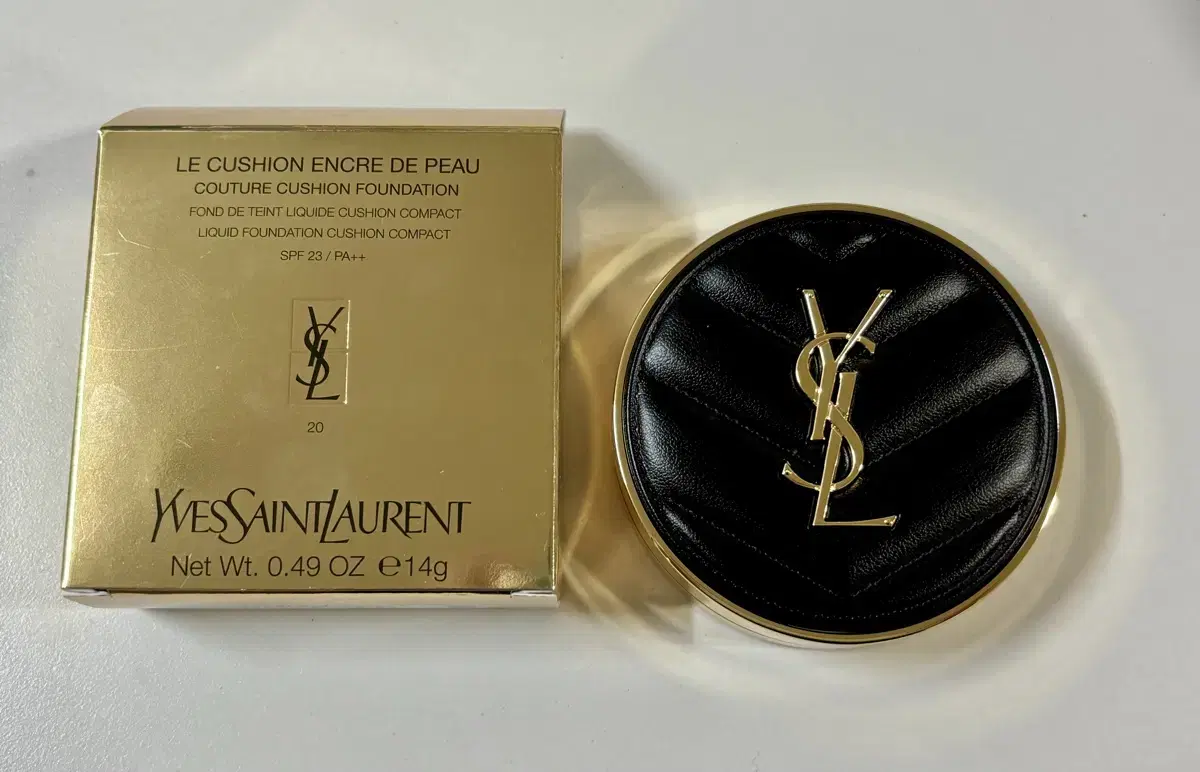 LE CUSHION ENCRE DE PEAU
COUTURE CUSHION FOUNDATION
FOND DE TEINT LIQUIDE CUSHION COMPACT
LIQUID FOUNDATION CUSHION COMPACT
SPF 23 / PA++
YSL
20
YVESSAINTLAURENT
Net Wt. 0.49 OZ ℮14g
YSL